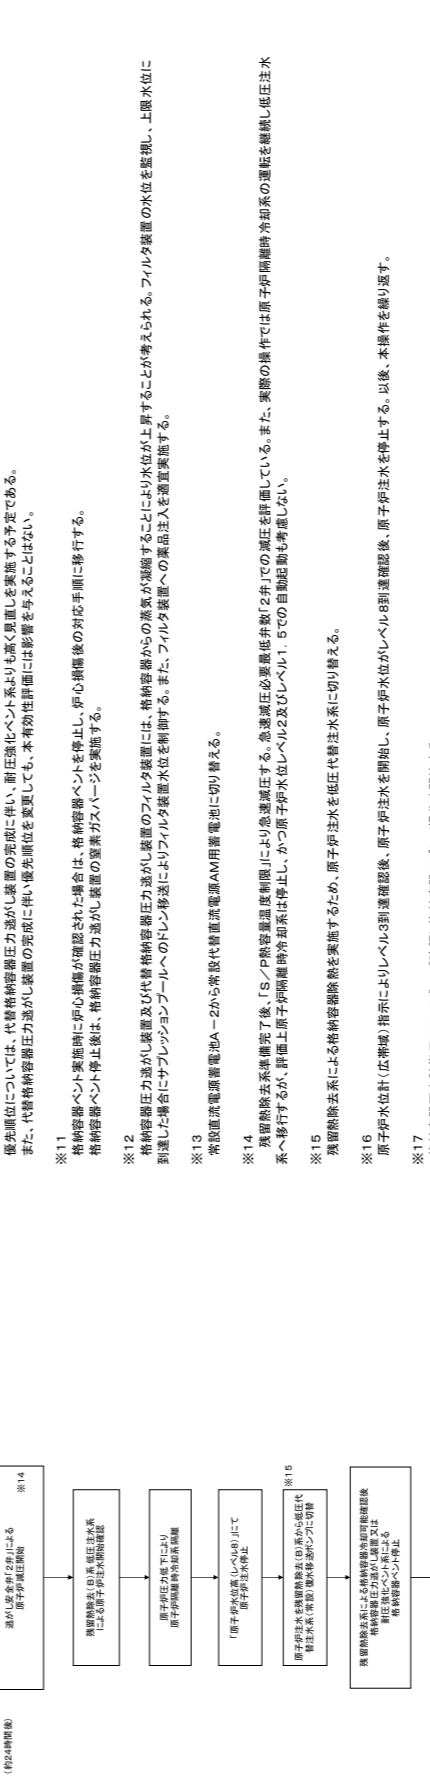 優先順位については、代替格納容器圧力逃がし装置の完成に伴い、耐圧強化ベント系よりも高く見直しを実施する予定である。
また、代替格納容器圧力逃がし装置の完成に伴い優先順位を変更しても、本有効性評価には影響を与えることはない。
※11
格納容器ベント実施時に炉心損傷が確認された場合は、格納容器ベントを停止し、炉心損傷後の対応手順に移行する。
格納容器ベント停止後は、格納容器圧力逃がし装置の窒素ガスパージを実施する。
※12
格納容器圧力逃がし装置及び代替格納容器圧力逃がし装置のフィルタ装置には、格納容器からの蒸気が凝縮することにより水位が上昇することが考えられる。フィルタ装置の水位を監視し、上限水位に
到達した場合にサプレッションプールへのドレン移送によりフィルタ装置水位を制御する。また、フィルタ装置への薬品注入を適宜実施する。
※13
常設直流電源蓄電池A-2から常設代替直流電源AM用蓄電池に切り替える。
※14
残留熱除去系準備完了後、「S/P熱容量温度制限」により急速減圧する。急速減圧必要最低弁数「2弁」での減圧を評価している。また、実際の操作では原子炉隔離時冷却系の運転を継続し低圧注水
系へ移行するが、評価上原子炉隔離時冷却系は停止し、かつ原子炉水位レベル2及びレベル1.5での自動起動も考慮しない。
※15
残留熱除去系による格納容器除熱を実施するため、原子炉注水を低圧代替注水系に切り替える。
※16
原子炉水位計(広帯域)指示によりレベル3到達確認後、原子炉注水を開始し、原子炉水位がレベル8到達確認後、原子炉注水を停止する。以後、本操作を繰り返す。
※17
(約24時間後)
逃がし安全弁「2弁」による
原子炉減圧開始
※14
残留熱除去(B)系 低圧注水系
による原子炉注水開始確認
原子炉圧力低下により
原子炉隔離時冷却系隔離
「原子炉水位高(レベル8)」にて
原子炉注水停止
※15
原子炉注水を残留熱除去(B)系から低圧代
替注水系(常設)復水移送ポンプに切替
残留熱除去系による格納容器冷却可能確認後
格納容器圧力逃がし装置又は
耐圧強化ベント系による
格納容器ベント停止